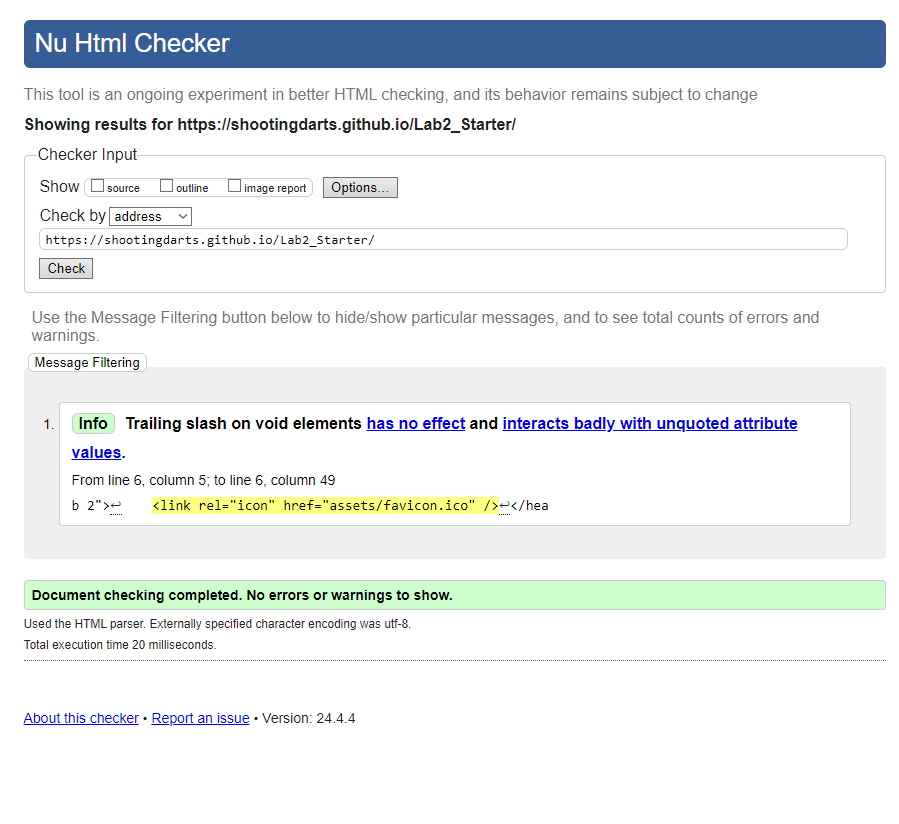 Nu Html Checker
This tool is an ongoing experiment in better HTML checking, and its behavior remains subject to change
Showing results for https://shootingdarts.github.io/Lab2_Starter/
Checker Input
Show source outline image report Options...
Check by address
https://shootingdarts.github.io/Lab2_Starter/
Check
Use the Message Filtering button below to hide/show particular messages, and to see total counts of errors and
warnings.
Message Filtering
1. Info Trailing slash on void elements has no effect and interacts badly with unquoted attribute
values.
From line 6, column 5; to line 6, column 49
b 2">↩ <link rel="icon" href="assets/favicon.ico" />↩</hea
Document checking completed. No errors or warnings to show.
Used the HTML parser. Externally specified character encoding was utf-8.
Total execution time 20 milliseconds.
About this checker • Report an issue • Version: 24.4.4